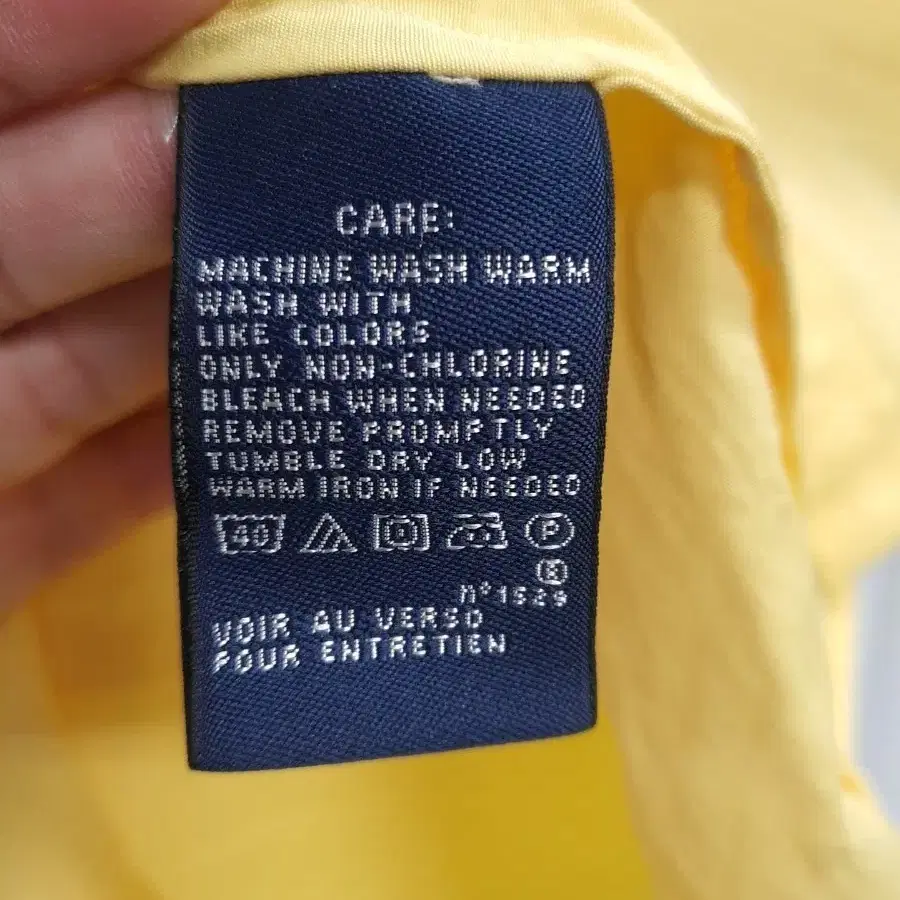 CARE:
MACHINE WASH WARM
WASH WITH
LIKE COLORS
ONLY NON-CHLORINE
BLEACH WHEN NEEDED
REMOVE PROMPTLY
TUMBLE DRY LOW
WARM IRON IF NEEDED
40 P
R
n°1529
VOIR AU VERSO
POUR ENTRETIEN